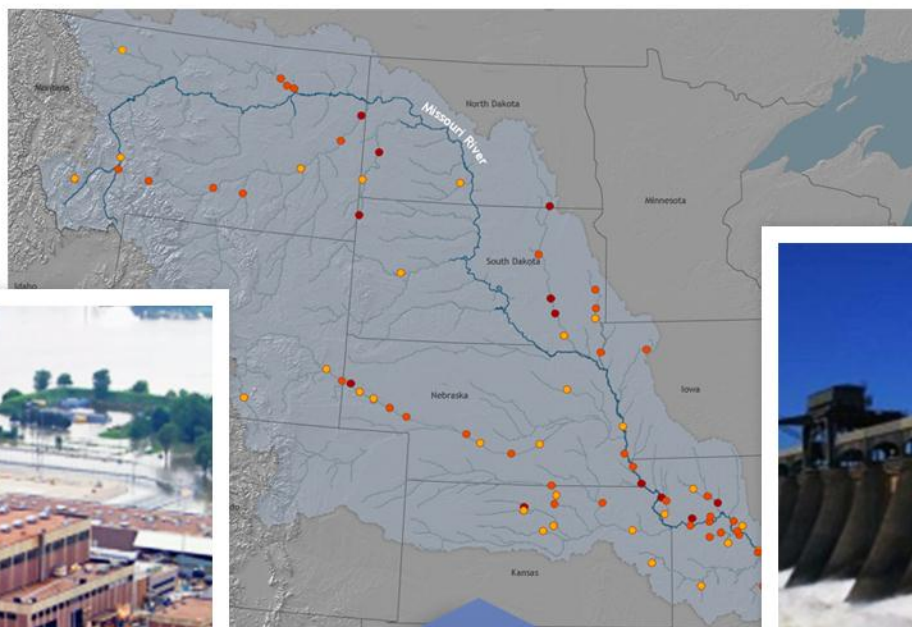 Montana
North Dakota
Missouri River
Minnesota
South Dakota
Idaho
Iowa
Nebraska
Kansas